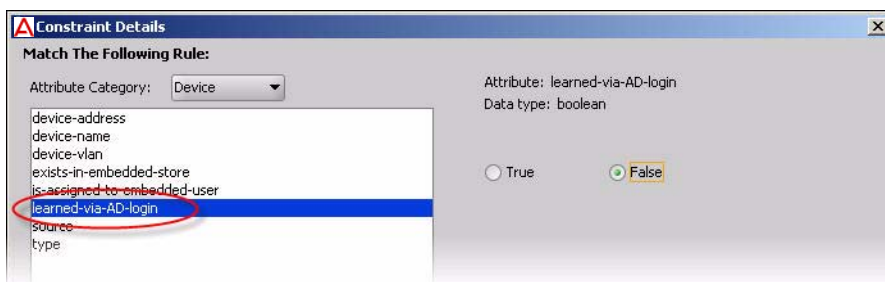 Constraint Details
Match The Following Rule:
Attribute Category: Device
device-address
device-name
device-vlan
exists-in-embedded-store
is-assigned-to-embedded-user
learned-via-AD-login
source
type
Attribute: learned-via-AD-login
Data type: boolean
True False